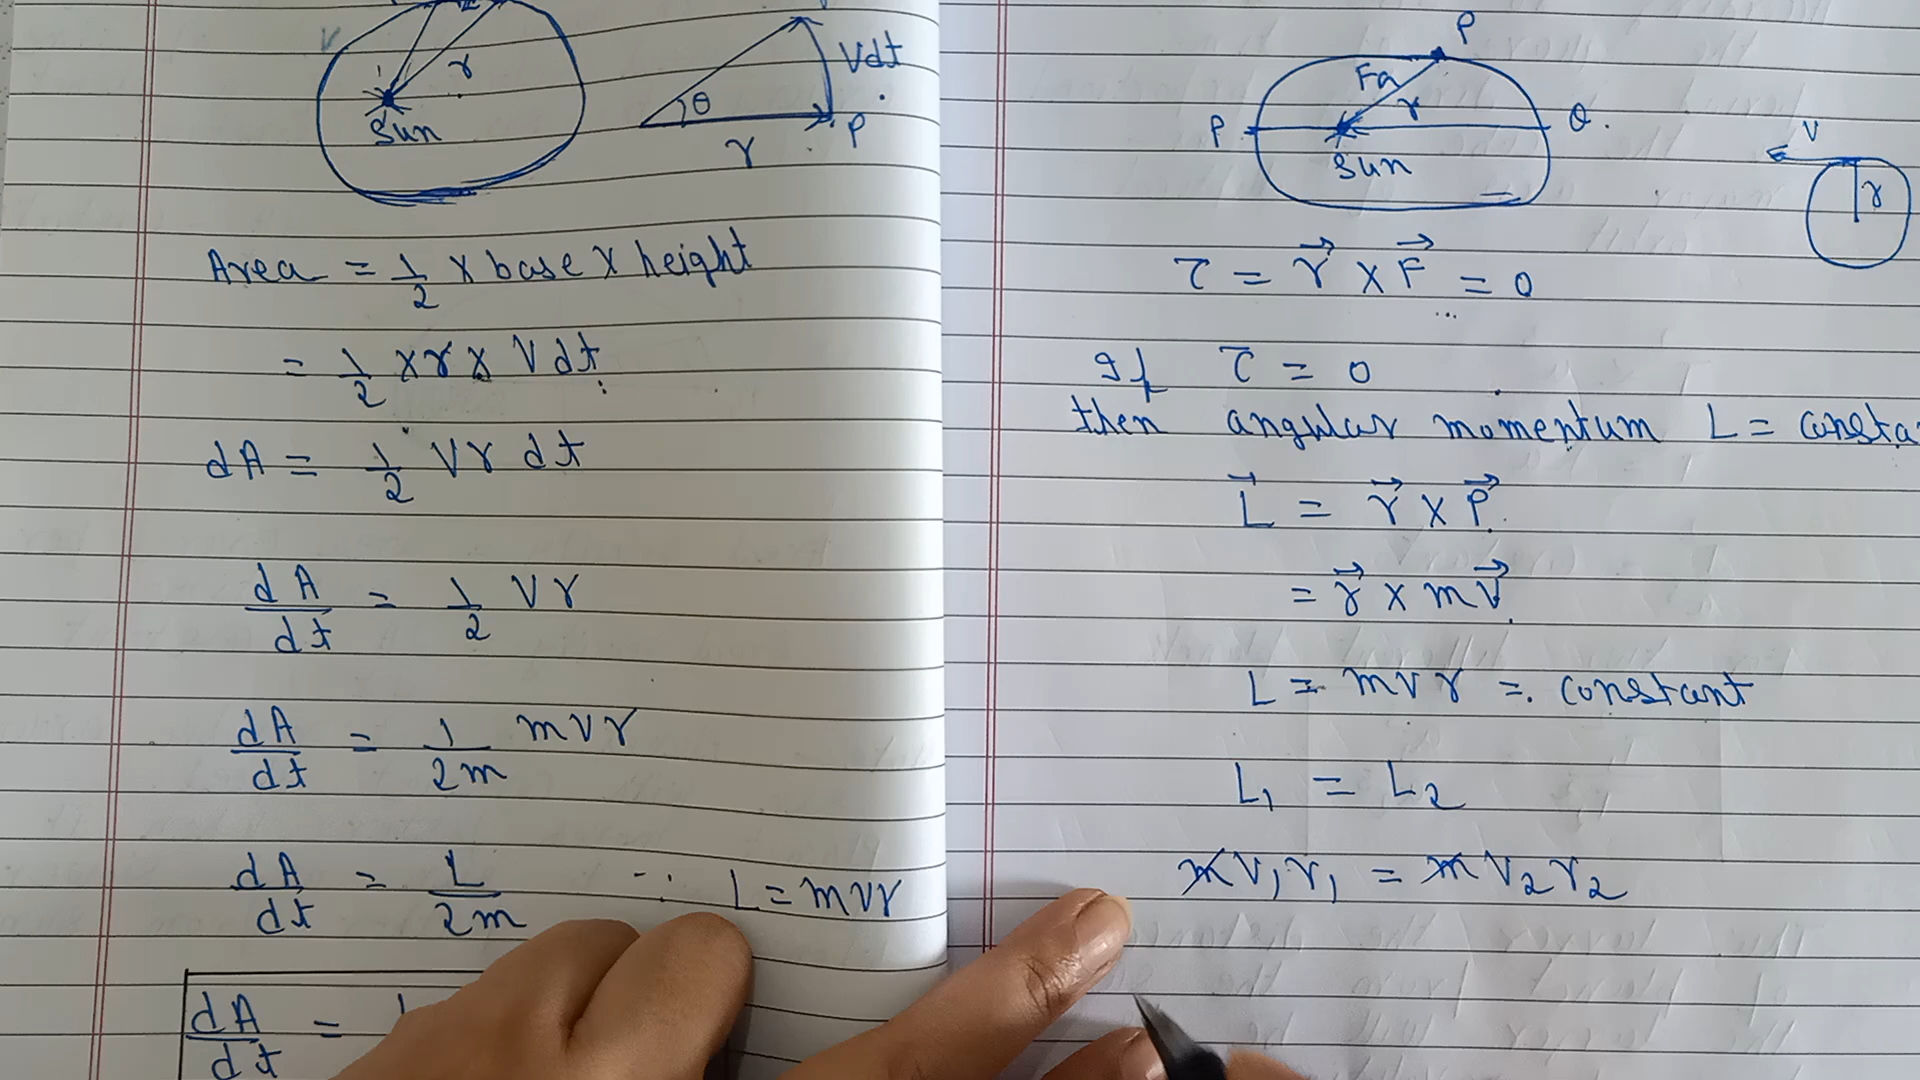 V
r
Sun
θ
Vdt
r
P
Area = 1/2 x base x height
= 1/2 x r x Vdt
dA = 1/2 Vr dt
dA/dt = 1/2 Vr
dA/dt = 1/2m mvr
dA/dt = L/2m ∵ L = mvr
dA/dt =
P
Fa
r
P
Q.
Sun
V
r
τ = r⃗ x F⃗ = 0
If τ = 0
then angular momentum L = consta
L⃗ = r⃗ x P⃗
= r⃗ x mV⃗
L = mvr = constant
L₁ = L₂
mV₁r₁ = mV₂r₂